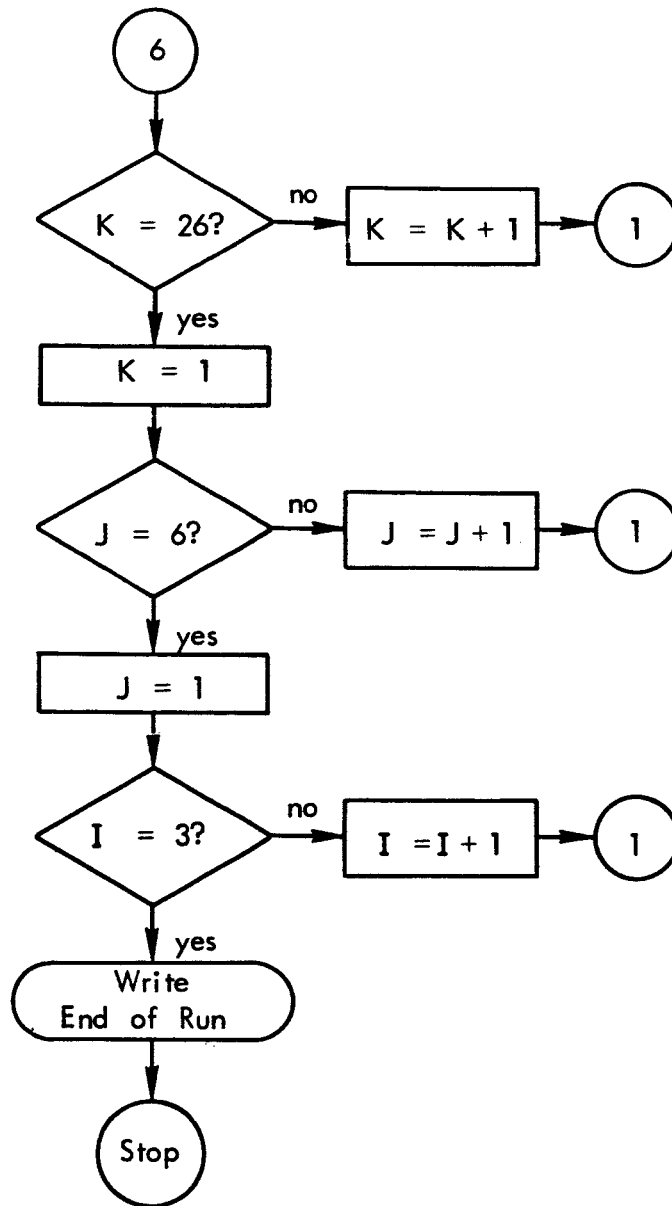 6
K = 26?
no
K = K + 1
1
yes
K = 1
J = 6?
no
J = J + 1
1
yes
J = 1
I = 3?
no
I = I + 1
1
yes
Write
End of Run
Stop